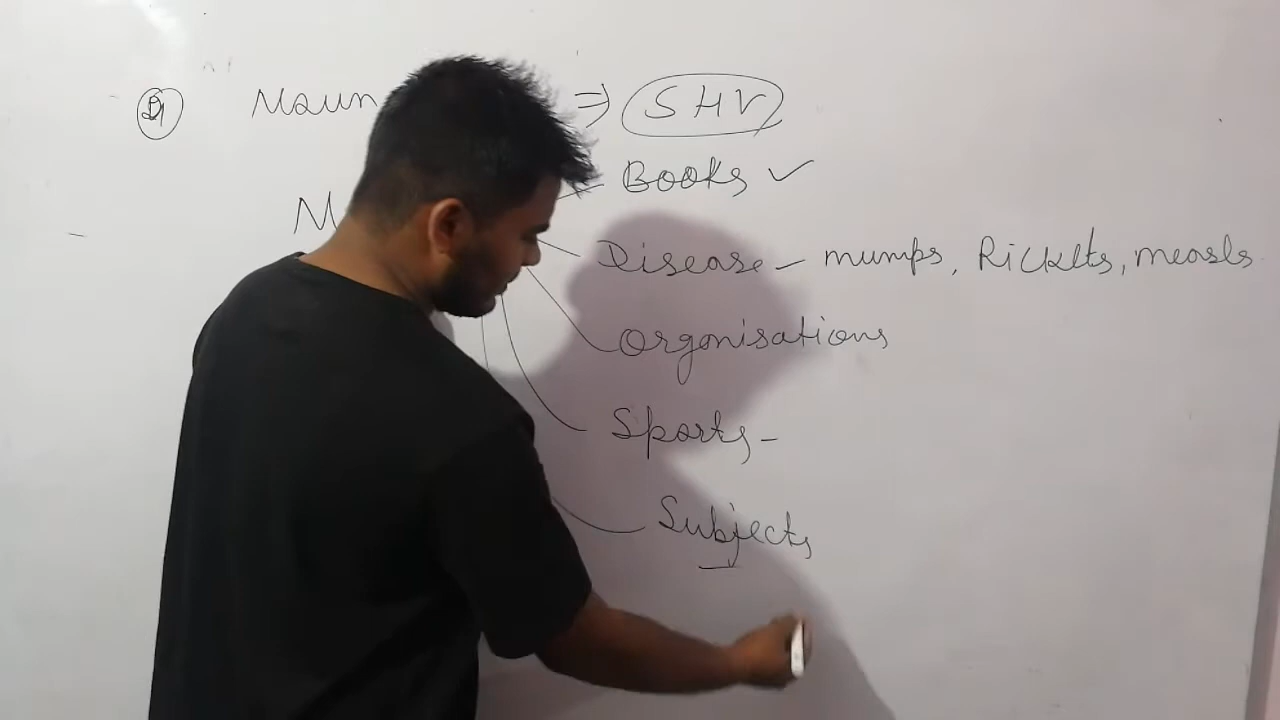 Noun => SHV
Books ✓
Disease - mumps, Rickets, measls
Organisations
Sports -
Subjects